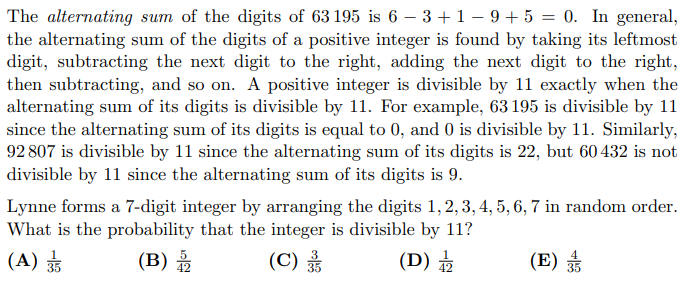 The alternating sum of the digits of 63 195 is 6 − 3 + 1 − 9 + 5 = 0. In general,
the alternating sum of the digits of a positive integer is found by taking its leftmost
digit, subtracting the next digit to the right, adding the next digit to the right,
then subtracting, and so on. A positive integer is divisible by 11 exactly when the
alternating sum of its digits is divisible by 11. For example, 63 195 is divisible by 11
since the alternating sum of its digits is equal to 0, and 0 is divisible by 11. Similarly,
92 807 is divisible by 11 since the alternating sum of its digits is 22, but 60 432 is not
divisible by 11 since the alternating sum of its digits is 9.
Lynne forms a 7-digit integer by arranging the digits 1, 2, 3, 4, 5, 6, 7 in random order.
What is the probability that the integer is divisible by 11?
(A) 1/35 (B) 5/42 (C) 3/35 (D) 1/42 (E) 4/35